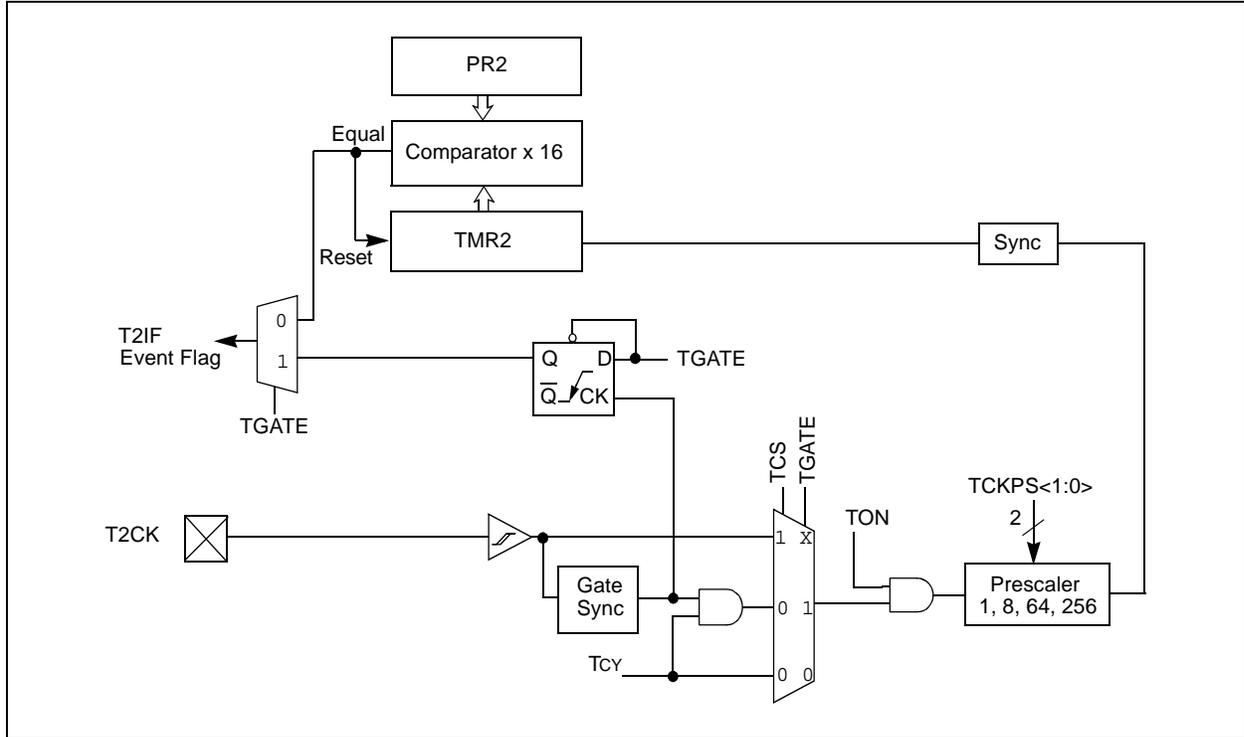 PR2
Equal
Comparator x 16
Reset
TMR2
Sync
T2IF
Event Flag
0
1
TGATE
Q
D
TGATE
Q̅
CK
TCS
TGATE
TCKPS<1:0>
2
TON
T2CK
1 X
Gate
Sync
0 1
Prescaler
1, 8, 64, 256
TCY
0 0